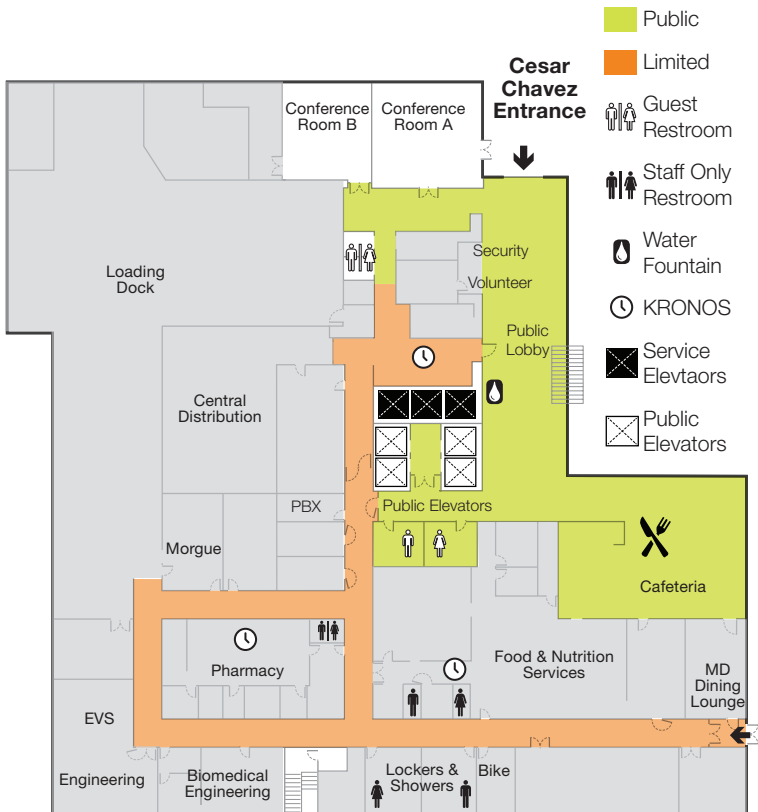 Public
Limited
Guest
Restroom
Staff Only
Restroom
Water
Fountain
KRONOS
Service
Elevtaors
Public
Elevators
Cesar
Chavez
Entrance
Conference
Room B
Conference
Room A
Security
Volunteer
Public
Lobby
Loading
Dock
Central
Distribution
PBX
Public Elevators
Morgue
Cafeteria
Pharmacy
Food & Nutrition
Services
MD
Dining
Lounge
EVS
Engineering
Biomedical
Engineering
Lockers &
Showers
Bike